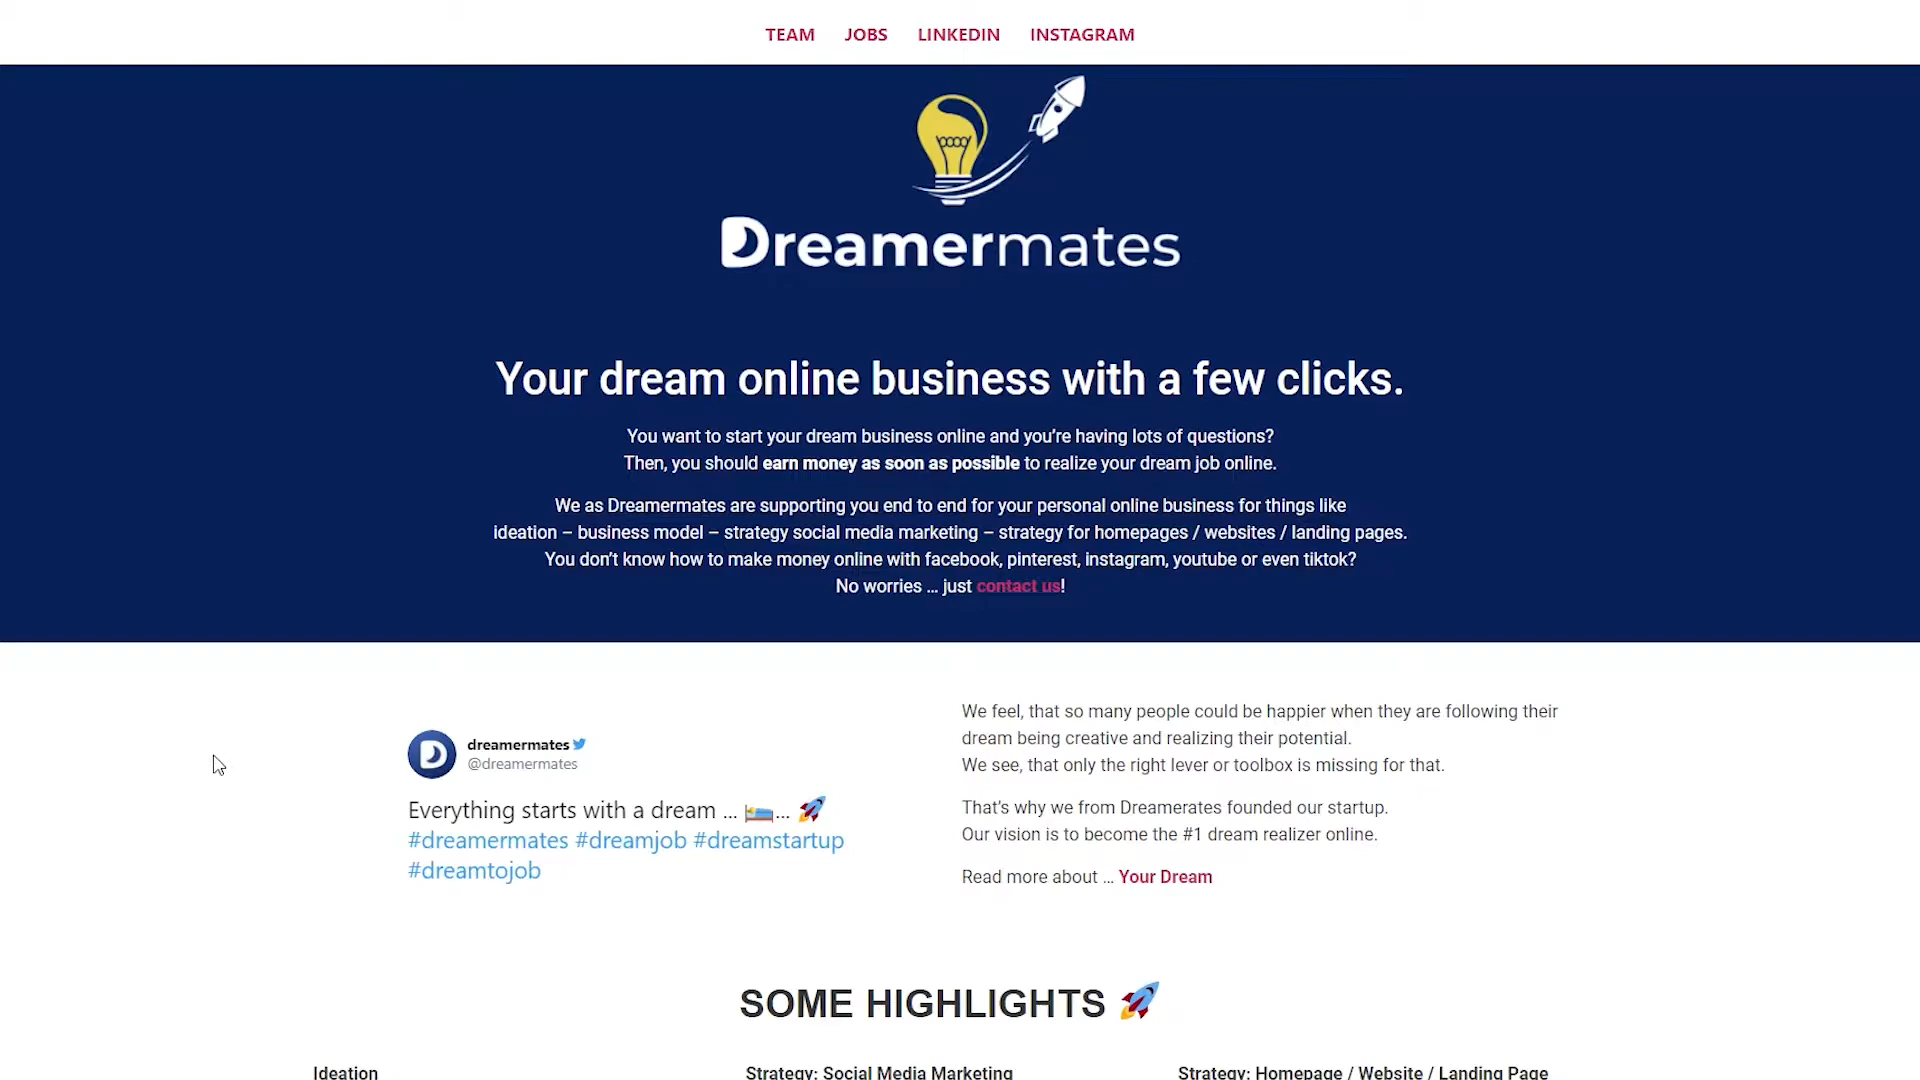 TEAM JOBS LINKEDIN INSTAGRAM
Dreamermates
Your dream online business with a few clicks.
You want to start your dream business online and you’re having lots of questions?
Then, you should earn money as soon as possible to realize your dream job online.
We as Dreamermates are supporting you end to end for your personal online business for things like
ideation – business model – strategy social media marketing – strategy for homepages / websites / landing pages.
You don’t know how to make money online with facebook, pinterest, instagram, youtube or even tiktok?
No worries … just contact us!
dreamermates
@dreamermates
Everything starts with a dream ... 🛌... 🚀
#dreamermates #dreamjob #dreamstartup
#dreamtojob
We feel, that so many people could be happier when they are following their
dream being creative and realizing their potential.
We see, that only the right lever or toolbox is missing for that.
That’s why we from Dreamerates founded our startup.
Our vision is to become the #1 dream realizer online.
Read more about … Your Dream
SOME HIGHLIGHTS 🚀
Ideation
Strategy: Social Media Marketing
Strategy: Homepage / Website / Landing Page